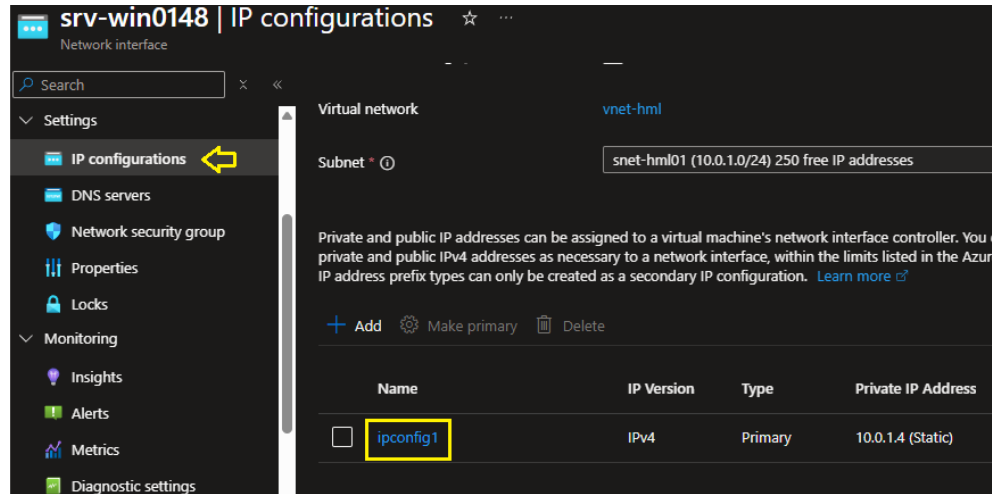 srv-win0148 | IP configurations
Network interface
Search
Settings
IP configurations
DNS servers
Network security group
Properties
Locks
Monitoring
Insights
Alerts
Metrics
Diagnostic settings
Virtual network vnet-hml
Subnet * snet-hml01 (10.0.1.0/24) 250 free IP addresses
Private and public IP addresses can be assigned to a virtual machine's network interface controller. You
private and public IPv4 addresses as necessary to a network interface, within the limits listed in the Azur
IP address prefix types can only be created as a secondary IP configuration. Learn more
Add Make primary Delete
Name IP Version Type Private IP Address
ipconfig1 IPv4 Primary 10.0.1.4 (Static)